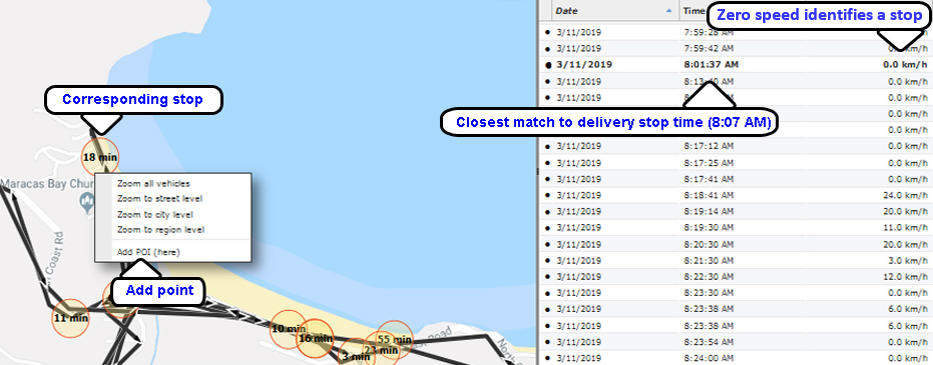 Corresponding stop
18 min
Maracas Bay Chur
Zoom all vehicles
Zoom to street level
Zoom to city level
Zoom to region level
Add POI (here)
Coast Rd
Add point
11 min
10 min
16 min
3 min
23 min
55 min
Road
North
Date Time
Zero speed identifies a stop
3/11/2019 7:59:28 AM km/h
3/11/2019 7:59:42 AM km/h
3/11/2019 8:01:37 AM 0.0 km/h
3/11/2019 0.0 km/h
3/11/2019 0.0 km/h
0.0 km/h
Closest match to delivery stop time (8:07 AM)
0.0 km/h
3/11/2019 8:17:12 AM 0.0 km/h
3/11/2019 8:17:25 AM 0.0 km/h
3/11/2019 8:17:41 AM 0.0 km/h
3/11/2019 8:18:41 AM 24.0 km/h
3/11/2019 8:19:14 AM 20.0 km/h
3/11/2019 8:19:30 AM 11.0 km/h
3/11/2019 8:20:30 AM 20.0 km/h
3/11/2019 8:21:30 AM 3.0 km/h
3/11/2019 8:22:30 AM 12.0 km/h
3/11/2019 8:23:30 AM 0.0 km/h
3/11/2019 8:23:38 AM 6.0 km/h
3/11/2019 8:23:38 AM 6.0 km/h
3/11/2019 8:23:54 AM 0.0 km/h
3/11/2019 8:24:00 AM 0.0 km/h